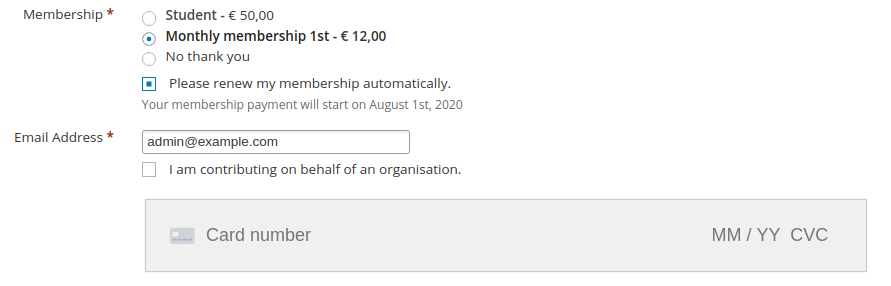 Membership *
Student - € 50,00
Monthly membership 1st - € 12,00
No thank you
Please renew my membership automatically.
Your membership payment will start on August 1st, 2020
Email Address *
admin@example.com
I am contributing on behalf of an organisation.
Card number MM / YY CVC